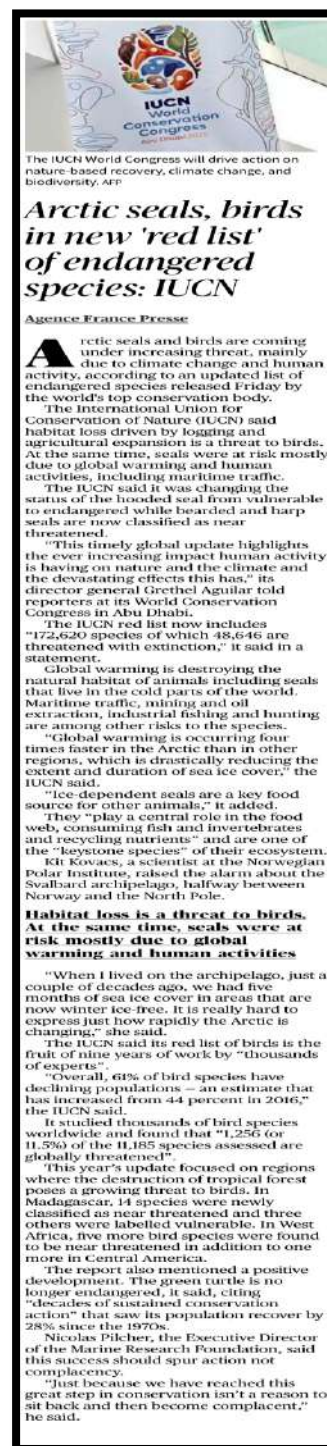 IUCN
World
Conservation
Congress
Abu Dhabi 2025
The IUCN World Congress will drive action on
nature-based recovery, climate change, and
biodiversity. AFP
Arctic seals, birds
in new 'red list'
of endangered
species: IUCN
Agence France Presse
Arctic seals and birds are coming
under increasing threat, mainly
due to climate change and human
activity, according to an updated list of
endangered species released Friday by
the world's top conservation body.
The International Union for
Conservation of Nature (IUCN) said
habitat loss driven by logging and
agricultural expansion is a threat to birds.
At the same time, seals were at risk mostly
due to global warming and human
activities, including maritime traffic.
The IUCN said it was changing the
status of the hooded seal from vulnerable
to endangered while bearded and harp
seals are now classified as near
threatened.
"This timely global update highlights
the ever increasing impact human activity
is having on nature and the climate and
the devastating effects this has," its
director general Grethel Aguilar told
reporters at its World Conservation
Congress in Abu Dhabi.
The IUCN red list now includes
"172,620 species of which 48,646 are
threatened with extinction," it said in a
statement.
Global warming is destroying the
natural habitat of animals including seals
that live in the cold parts of the world.
Maritime traffic, mining and oil
extraction, industrial fishing and hunting
are among other risks to the species.
"Global warming is occurring four
times faster in the Arctic than in other
regions, which is drastically reducing the
extent and duration of sea ice cover," the
IUCN said.
"Ice-dependent seals are a key food
source for other animals," it added.
They "play a central role in the food
web, consuming fish and invertebrates
and recycling nutrients" and are one of
the "keystone species" of their ecosystem.
Kit Kovacs, a scientist at the Norwegian
Polar Institute, raised the alarm about the
Svalbard archipelago, halfway between
Norway and the North Pole.
Habitat loss is a threat to birds.
At the same time, seals were at
risk mostly due to global
warming and human activities
"When I lived on the archipelago, just a
couple of decades ago, we had five
months of sea ice cover in areas that are
now winter ice-free. It is really hard to
express just how rapidly the Arctic is
changing," she said.
The IUCN said its red list of birds is the
fruit of nine years of work by "thousands
of experts".
"Overall, 61% of bird species have
declining populations – an estimate that
has increased from 44 percent in 2016,"
the IUCN said.
It studied thousands of bird species
worldwide and found that "1,256 (or
11.5%) of the 11,185 species assessed are
globally threatened".
This year's update focused on regions
where the destruction of tropical forest
poses a growing threat to birds. In
Madagascar, 14 species were newly
classified as near threatened and three
others were labelled vulnerable. In West
Africa, five more bird species were found
to be near threatened in addition to one
more in Central America.
The report also mentioned a positive
development. The green turtle is no
longer endangered, it said, citing
"decades of sustained conservation
action" that saw its population recover by
28% since the 1970s.
Nicolas Pilcher, the Executive Director
of the Marine Research Foundation, said
this success should spur action not
complacency.
"Just because we have reached this
great step in conservation isn't a reason to
sit back and then become complacent,"
he said.